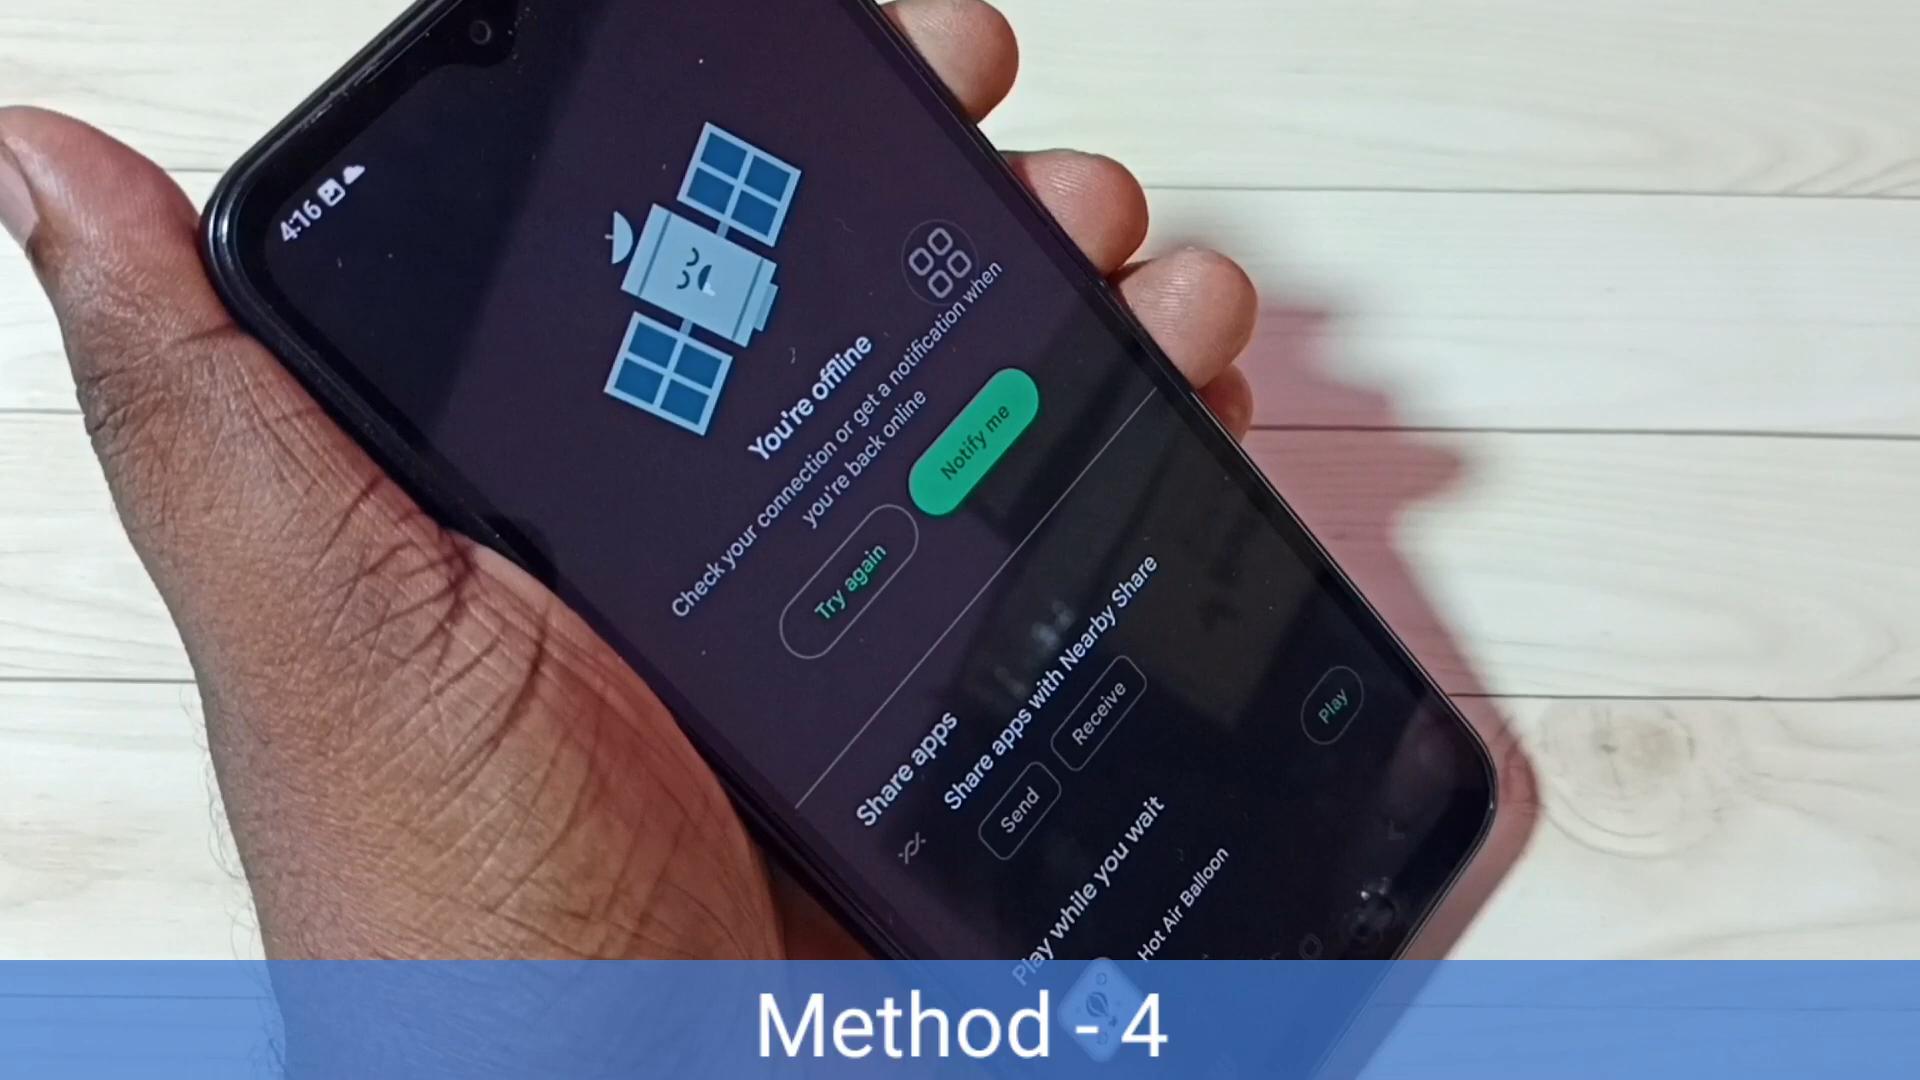 4:16
You're offline
Check your connection or get a notification when
you're back online
Try again
Notify me
Share apps
Share apps with Nearby Share
Send
Receive
Play while you wait
Hot Air Balloon
Play
Method - 4